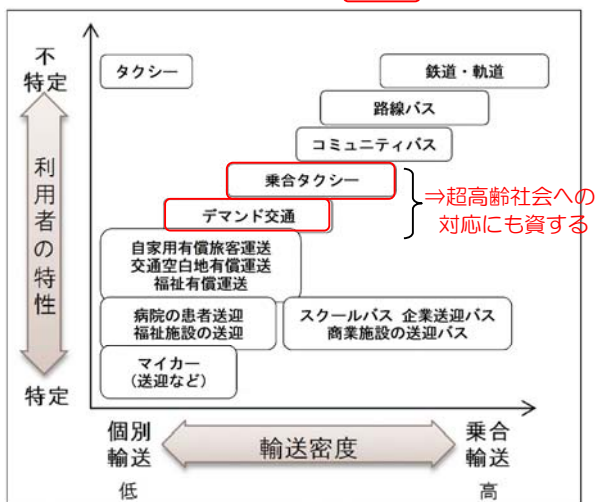 不
特定
利用者の特性
特定
タクシー
鉄道・軌道
路線バス
コミュニティバス
乗合タクシー
デマンド交通
⇒超高齢社会への
対応にも資する
自家用有償旅客運送
交通空白地有償運送
福祉有償運送
病院の患者送迎
福祉施設の送迎
スクールバス 企業送迎バス
商業施設の送迎バス
マイカー
(送迎など)
個別
輸送
輸送密度
乗合
輸送
低
高